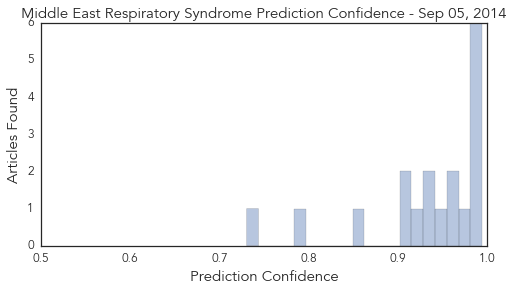 Middle East Respiratory Syndrome Prediction Confidence - Sep 05, 2014
6
5
4
3
2
1
0
Articles Found
0.5 0.6 0.7 0.8 0.9 1.0
Prediction Confidence